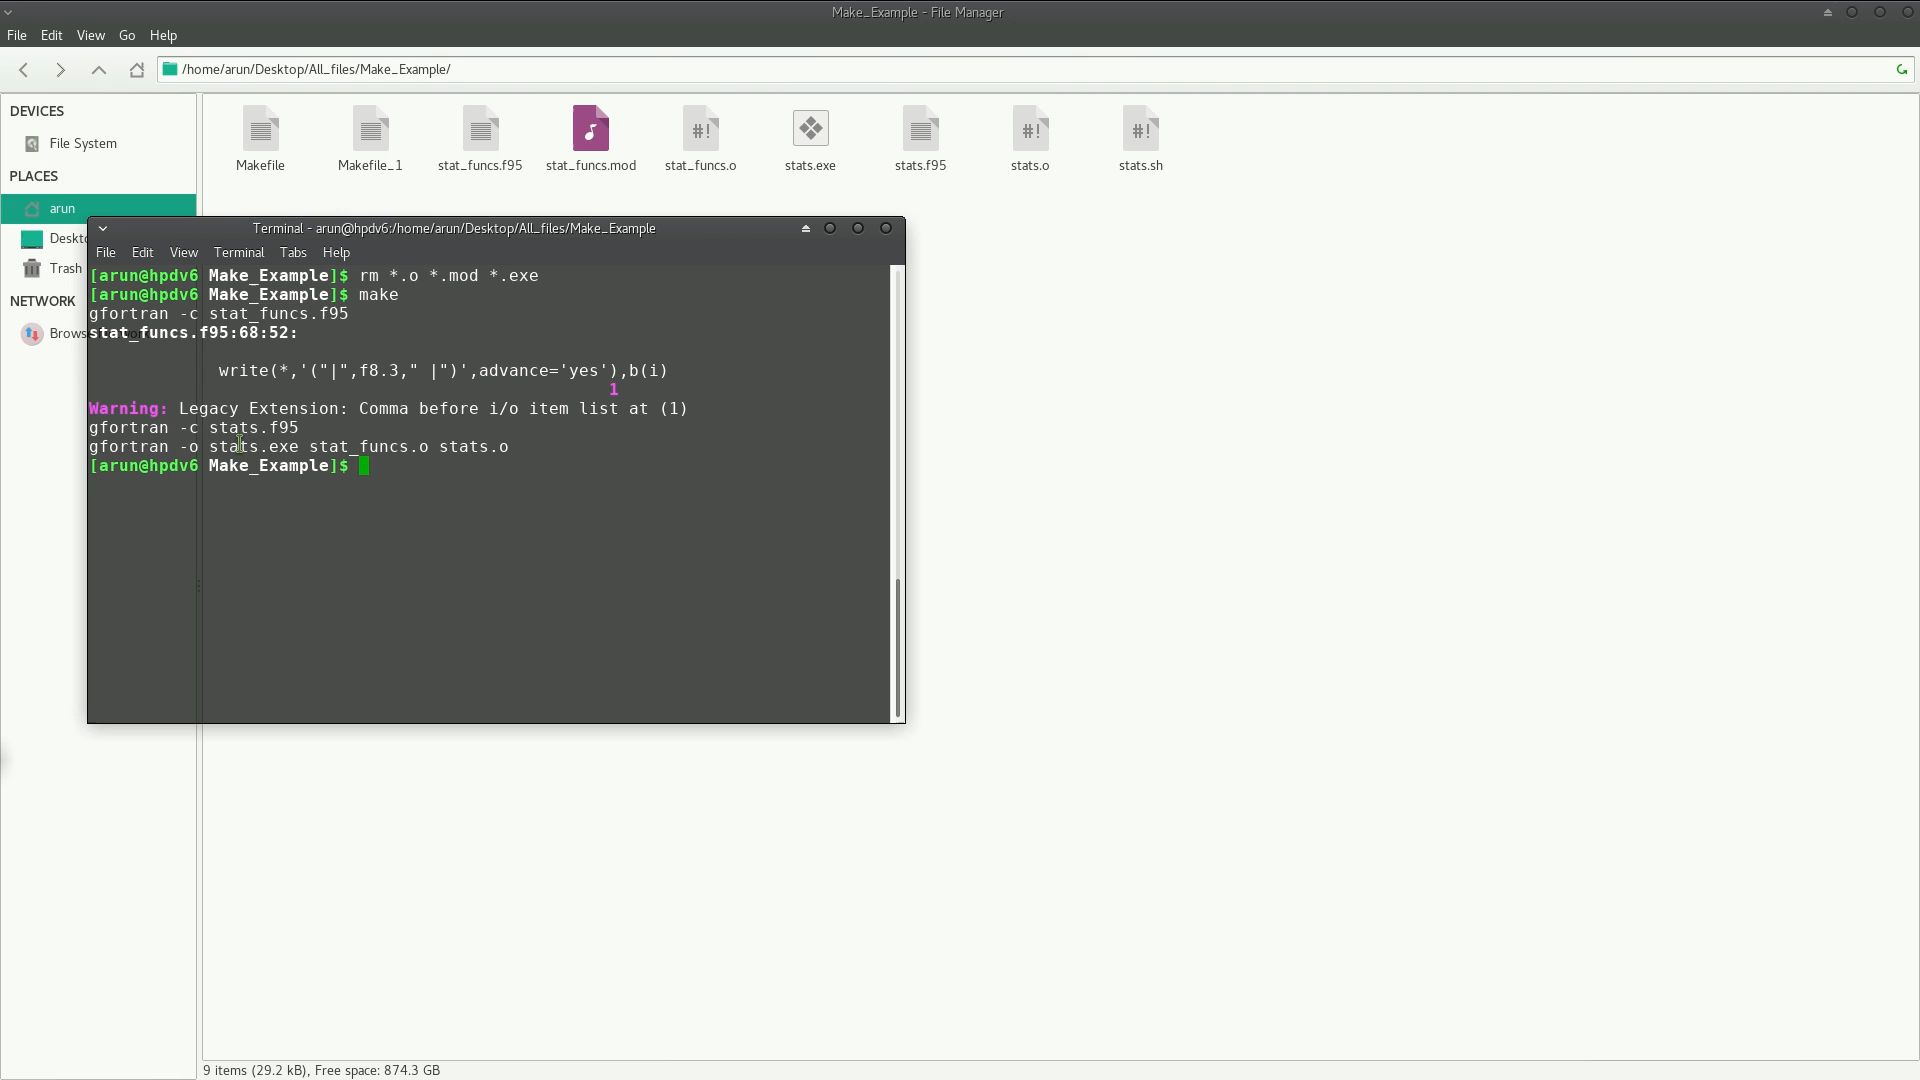 Make_Example - File Manager
File Edit View Go Help
/home/arun/Desktop/All_files/Make_Example/
DEVICES
File System
PLACES
arun
Deskto
Trash
NETWORK
Brows
Makefile
Makefile_1
stat_funcs.f95
stat_funcs.mod
stat_funcs.o
stats.exe
stats.f95
stats.o
stats.sh
Terminal - arun@hpdv6:/home/arun/Desktop/All_files/Make_Example
File Edit View Terminal Tabs Help
[arun@hpdv6 Make_Example]$ rm *.o *.mod *.exe
[arun@hpdv6 Make_Example]$ make
gfortran -c stat_funcs.f95
stat_funcs.f95:68:52:
write(*,'("|",f8.3," |")',advance='yes'),b(i)
1
Warning: Legacy Extension: Comma before i/o item list at (1)
gfortran -c stats.f95
gfortran -o stats.exe stat_funcs.o stats.o
[arun@hpdv6 Make_Example]$
9 items (29.2 kB), Free space: 874.3 GB